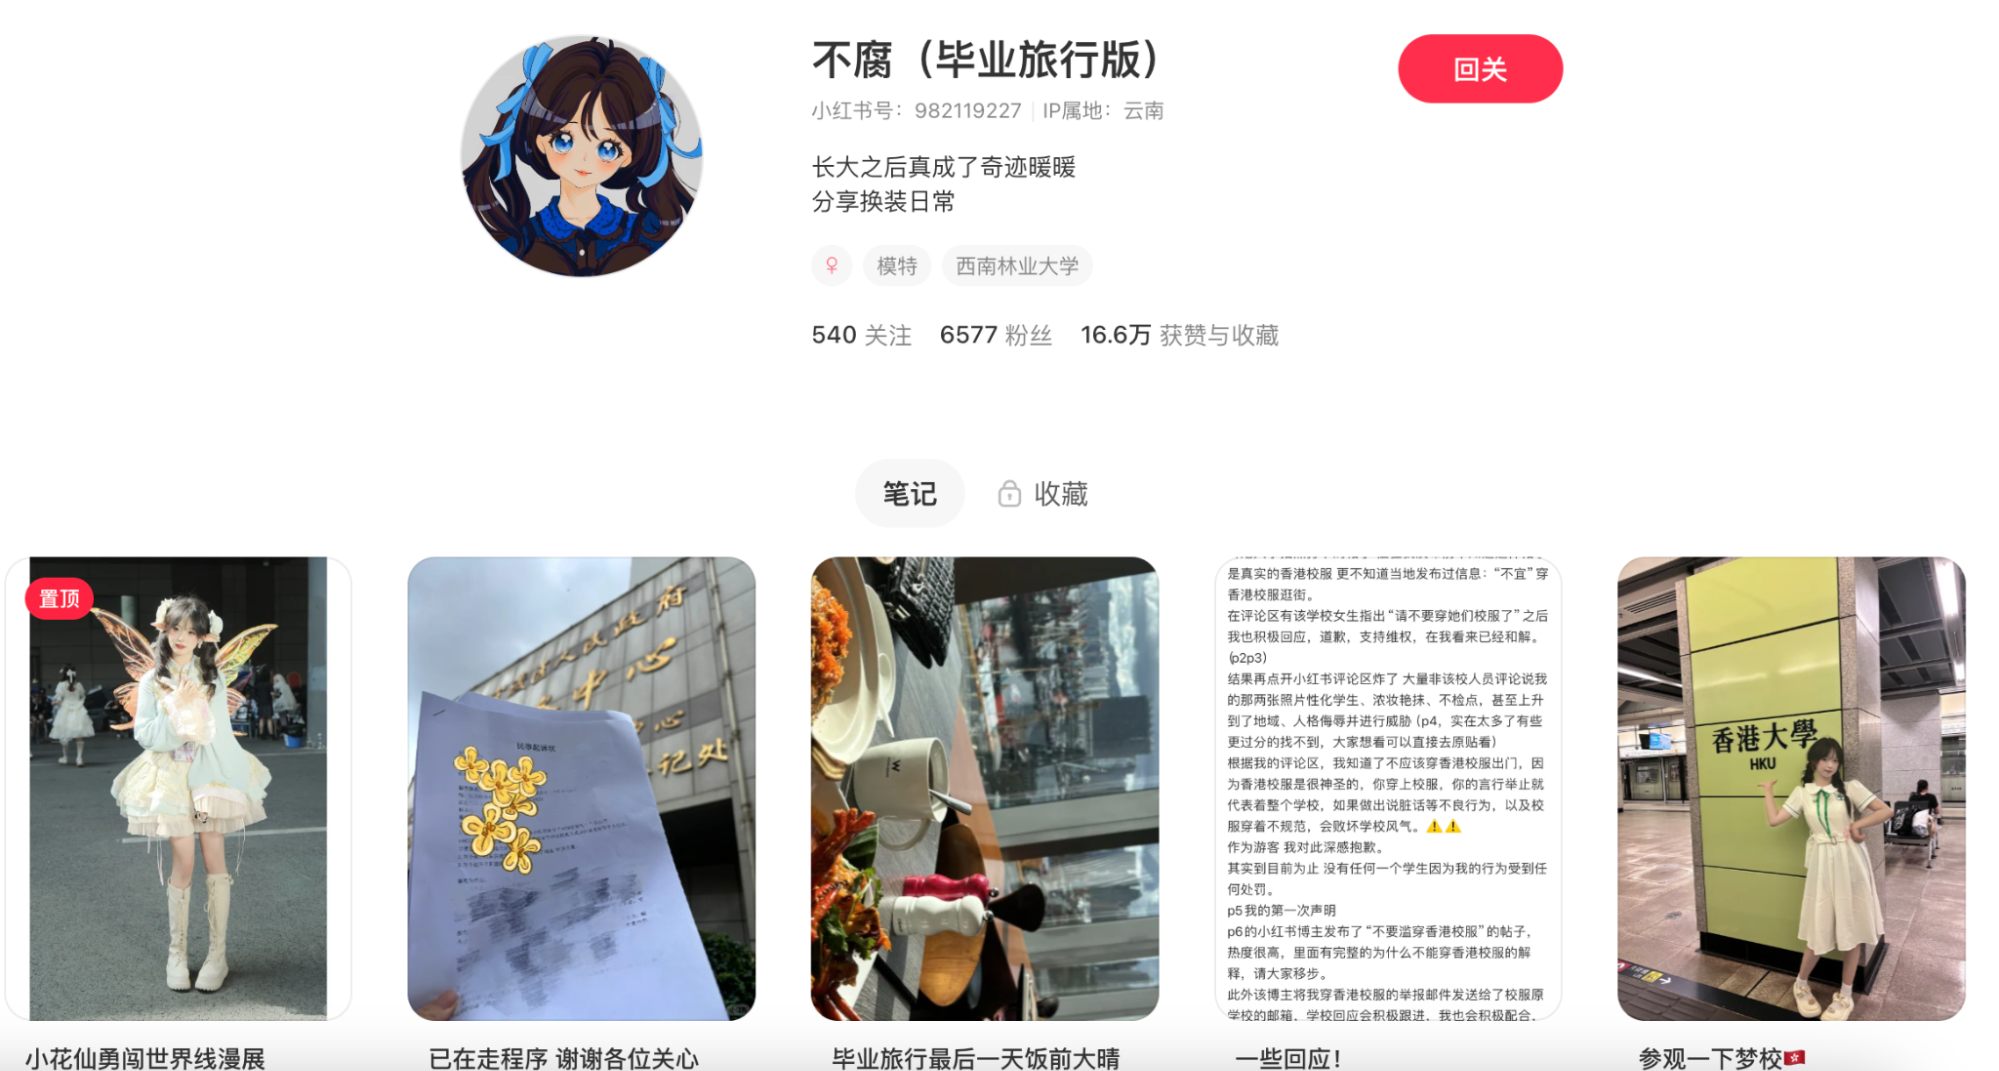 不腐（毕业旅行版）
回关
小红书号：982119227 IP属地：云南
长大之后真成了奇迹暖暖
分享换装日常
♀ 模特 西南林业大学
540 关注 6577 粉丝 16.6万 获赞与收藏
笔记 收藏
置顶
小花仙勇闯世界线漫展
人民政府
中心
记处
民事起诉状
已在走程序 谢谢各位关心
W
毕业旅行最后一天饭前大晴
是真实的香港校服 更不知道当地发布过信息：“不宜”穿
香港校服逛街。
在评论区有该学校女生指出“请不要穿她们校服了”之后
我也积极回应，道歉，支持维权，在我看来已经和解。
(p2p3)
结果再点开小红书评论区炸了 大量非该校人员评论说我
的那两张照片性化学生、浓妆艳抹、不检点，甚至上升
到了地域、人格侮辱并进行威胁（p4，实在太多了有些
更过分的找不到，大家想看可以直接去原贴看）
根据我的评论区，我知道了不应该穿香港校服出门，因
为香港校服是很神圣的，你穿上校服，你的言行举止就
代表着整个学校，如果做出说脏话等不良行为，以及校
服穿着不规范，会败坏学校风气。⚠️⚠️
作为游客 我对此深感抱歉。
其实到目前为止 没有任何一个学生因为我的行为受到任
何处罚。
p5我的第一次声明
p6的小红书博主发布了“不要滥穿香港校服”的帖子，
热度很高，里面有完整的为什么不能穿香港校服的解
释，请大家移步。
此外该博主将我穿香港校服的举报邮件发送给了校服原
学校的邮箱，学校回应会积极跟进，我也会积极配合、
一些回应！
香港大學
HKU
参观一下梦校🇭🇰